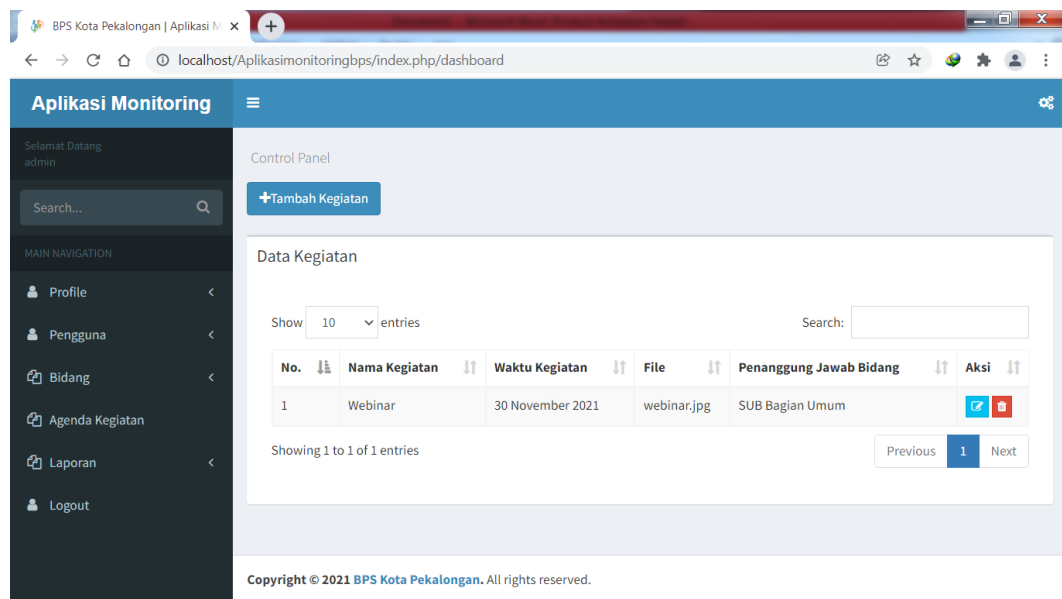 BPS Kota Pekalongan | Aplikasi M
localhost/Aplikasimonitoringbps/index.php/dashboard
Aplikasi Monitoring
Selamat Datang
admin
Search...
MAIN NAVIGATION
Profile
Pengguna
Bidang
Agenda Kegiatan
Laporan
Logout
Control Panel
+Tambah Kegiatan
Data Kegiatan
Show 10 entries
Search:
No. Nama Kegiatan Waktu Kegiatan File Penanggung Jawab Bidang Aksi
1 Webinar 30 November 2021 webinar.jpg SUB Bagian Umum
Showing 1 to 1 of 1 entries
Previous 1 Next
Copyright © 2021 BPS Kota Pekalongan. All rights reserved.